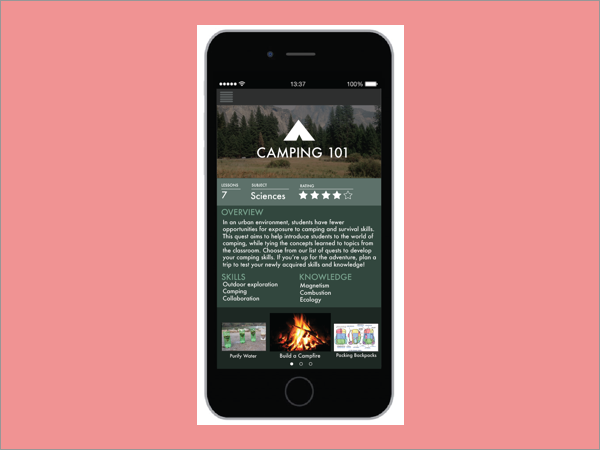 13:37
100%
CAMPING 101
LESSONS
7
SUBJECT
Sciences
RATING
OVERVIEW
In an urban environment, students have fewer
opportunities for exposure to camping and survival skills.
This quest aims to help introduce students to the world of
camping, while tying the concepts learned to topics from
the classroom. Choose from our list of quests to develop
your camping skills. If you're up for the adventure, plan a
trip to test your newly acquired skills and knowledge!
SKILLS
Outdoor exploration
Camping
Collaboration
KNOWLEDGE
Magnetism
Combustion
Ecology
Purify Water
Build a Campfire
Packing Backpacks